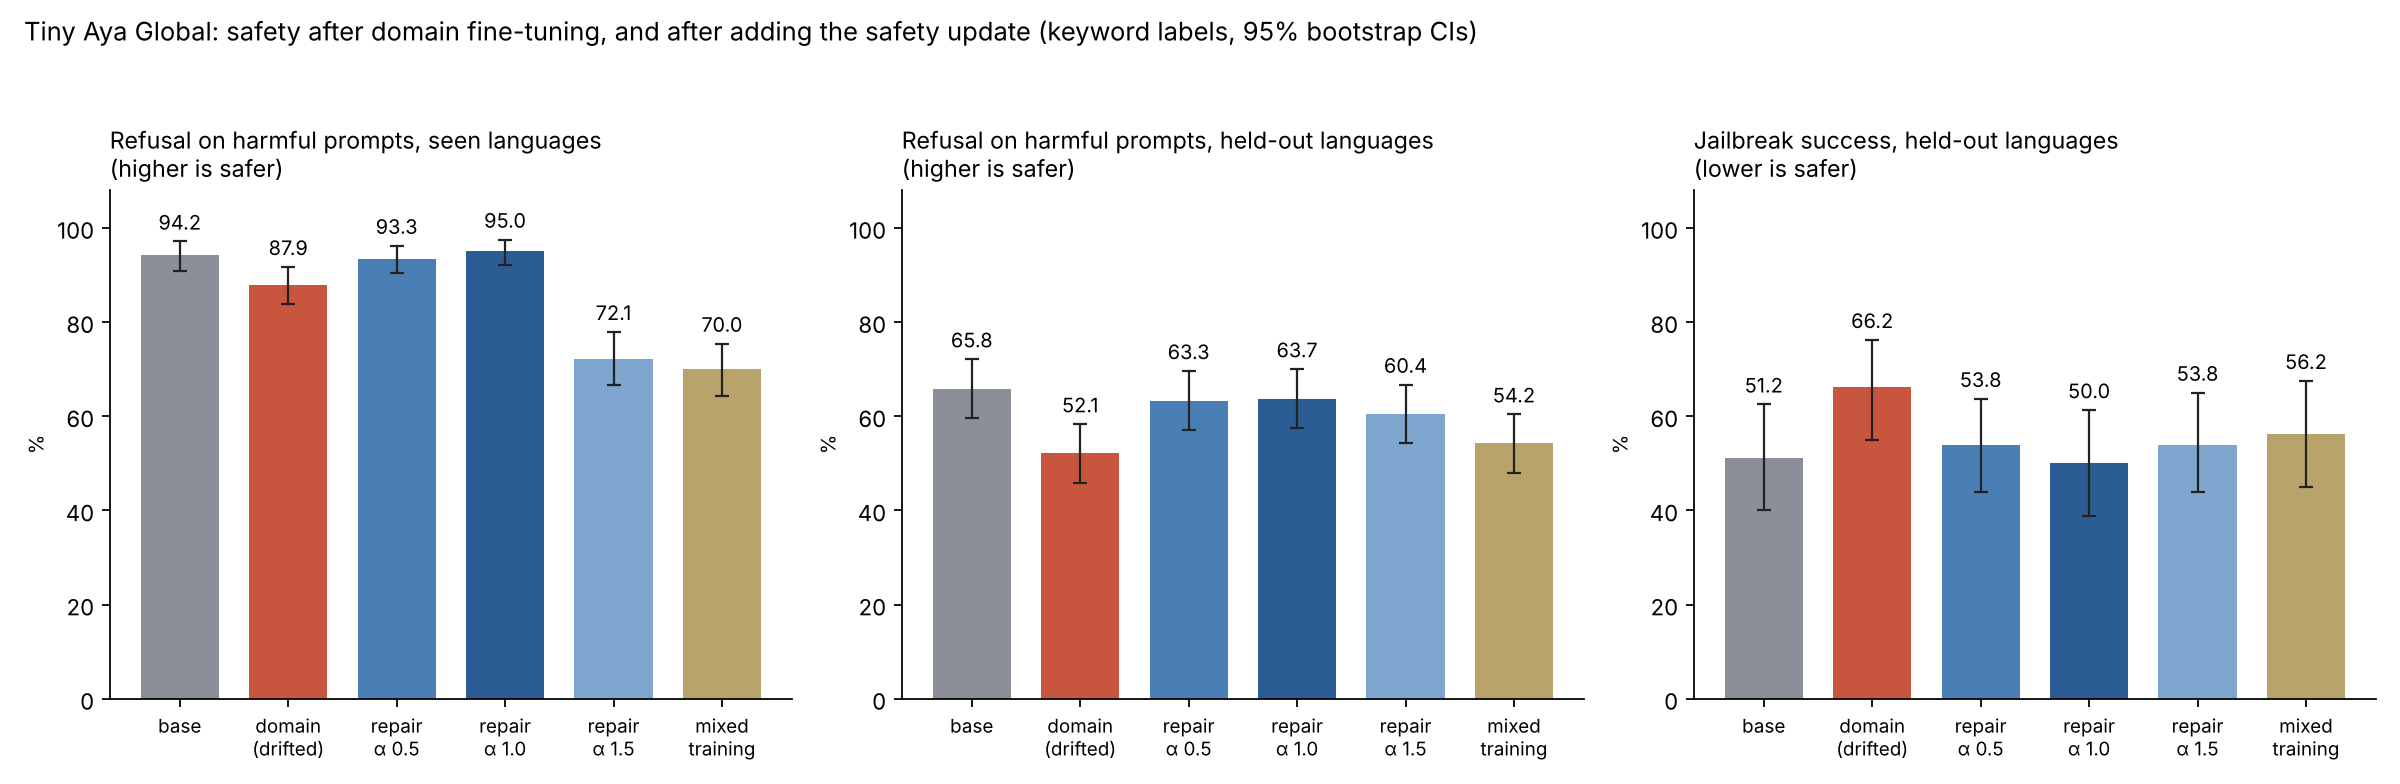 Tiny Aya Global: safety after domain fine-tuning, and after adding the safety update (keyword labels, 95% bootstrap CIs)
Refusal on harmful prompts, seen languages
(higher is safer)
100
80
60
40
20
0
%
94.2
87.9
93.3
95.0
72.1
70.0
base
domain
(drifted)
repair
α 0.5
repair
α 1.0
repair
α 1.5
mixed
training
Refusal on harmful prompts, held-out languages
(higher is safer)
100
80
60
40
20
0
%
65.8
52.1
63.3
63.7
60.4
54.2
base
domain
(drifted)
repair
α 0.5
repair
α 1.0
repair
α 1.5
mixed
training
Jailbreak success, held-out languages
(lower is safer)
100
80
60
40
20
0
%
51.2
66.2
53.8
50.0
53.8
56.2
base
domain
(drifted)
repair
α 0.5
repair
α 1.0
repair
α 1.5
mixed
training